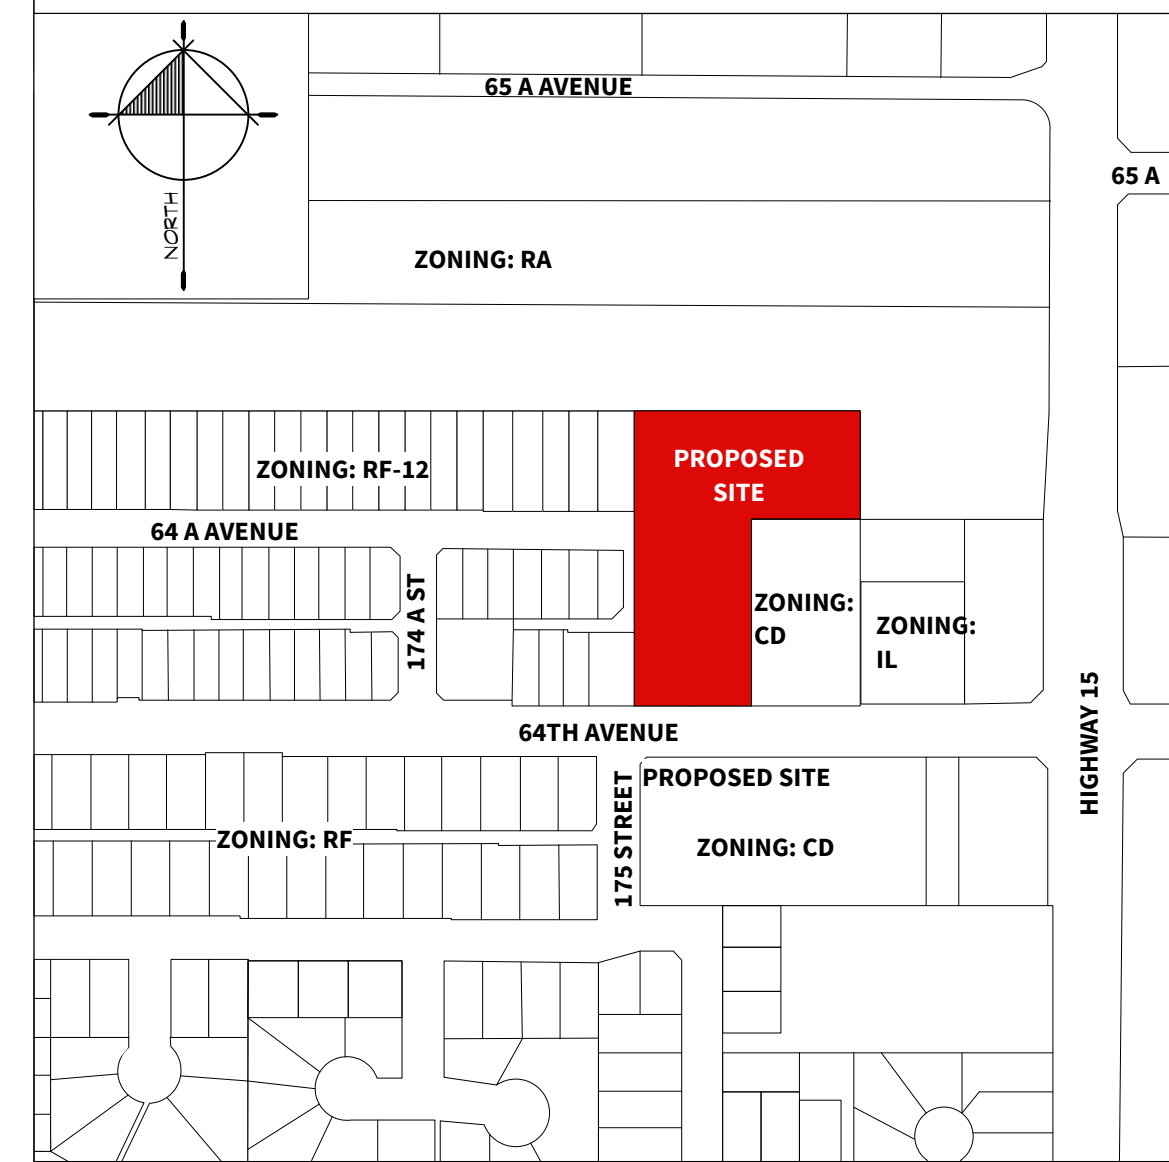 65 A AVENUE
65 A
NORTH
ZONING: RA
PROPOSED
SITE
ZONING: RF-12
64 A AVENUE
174 A ST
ZONING:
CD
ZONING:
IL
HIGHWAY 15
64TH AVENUE
175 STREET
PROPOSED SITE
ZONING: RF
ZONING: CD